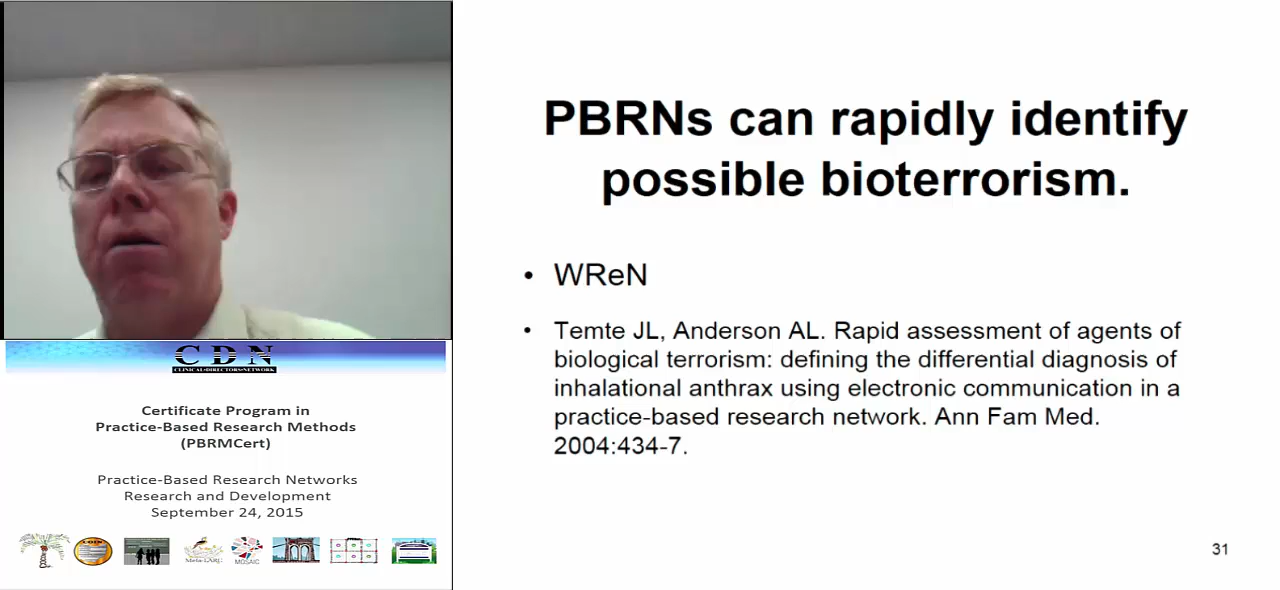 PBRNs can rapidly identify
possible bioterrorism.
• WReN
• Temte JL, Anderson AL. Rapid assessment of agents of
biological terrorism: defining the differential diagnosis of
inhalational anthrax using electronic communication in a
practice-based research network. Ann Fam Med.
2004:434-7.
31
CDN
CLINICAL·DIRECTORS·NETWORK
Certificate Program in
Practice-Based Research Methods
(PBRMCert)
Practice-Based Research Networks
Research and Development
September 24, 2015
MOSAIC